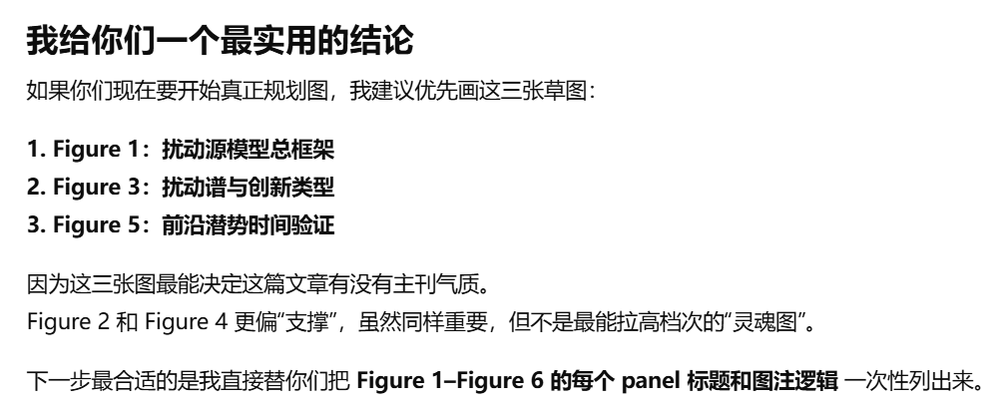 我给你们一个最实用的结论
如果你们现在要开始真正规划图，我建议优先画这三张草图：
1. Figure 1：扰动源模型总框架
2. Figure 3：扰动谱与创新类型
3. Figure 5：前沿潜势时间验证
因为这三张图最能决定这篇文章有没有主刊气质。
Figure 2 和 Figure 4 更偏“支撑”，虽然同样重要，但不是最能拉高档次的“灵魂图”。
下一步最合适的是我直接替你们把 Figure 1–Figure 6 的每个 panel 标题和图注逻辑 一次性列出来。